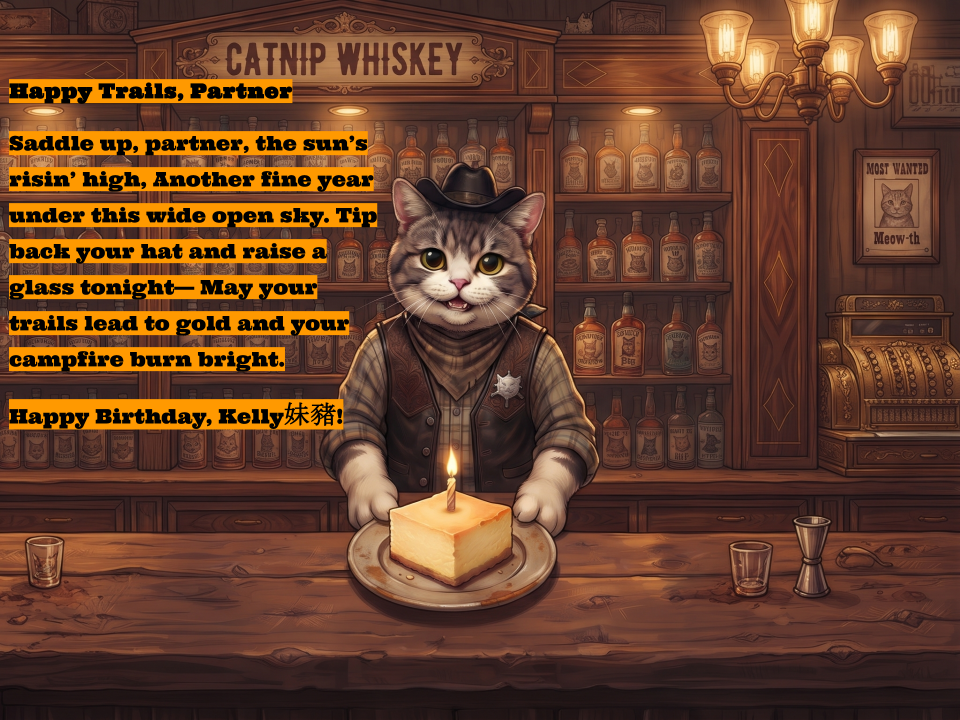 CATNIP WHISKEY
Happy Trails, Partner
Saddle up, partner, the sun’s
risin’ high, Another fine year
under this wide open sky. Tip
back your hat and raise a
glass tonight— May your
trails lead to gold and your
campfire burn bright.
Happy Birthday, Kelly妹豬!
MOST WANTED
Meow-th